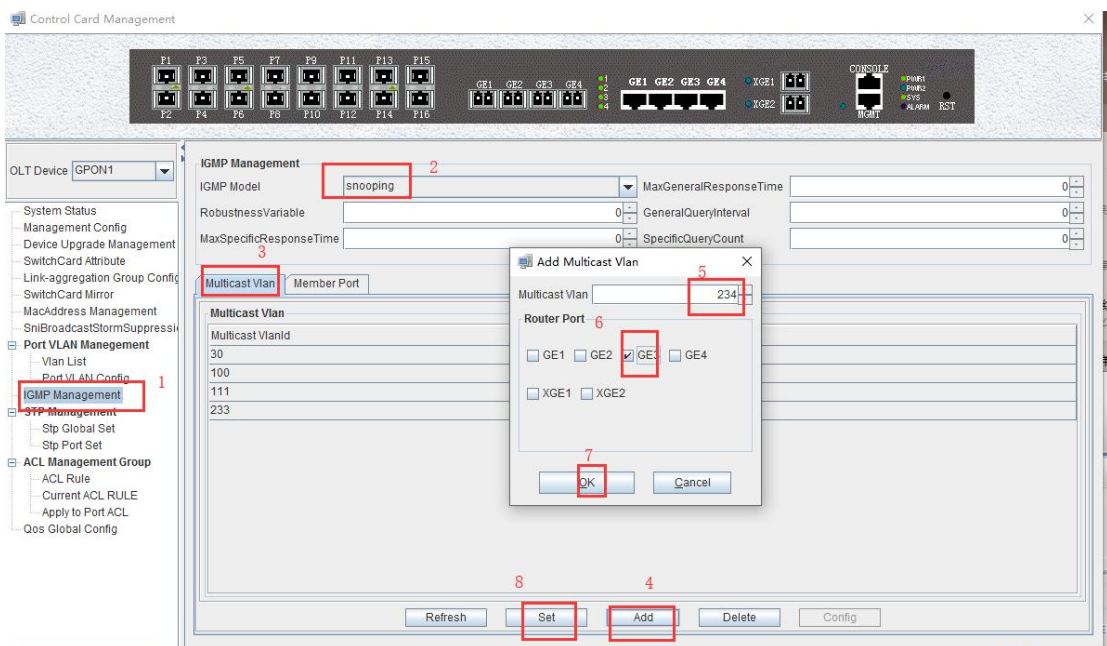 Control Card Management
P1 P3 P5 P7 P9 P11 P13 P15
P2 P4 P6 P8 P10 P12 P14 P16
GE1 GE2 GE3 GE4
1
2
3
4
GE1 GE2 GE3 GE4
XGE1
XGE2
CONSOLE
MGMT
PWR1
PWR2
SYS
ALARM
RST
OLT Device GPON1
System Status
Management Config
Device Upgrade Management
SwitchCard Attribute
Link-aggregation Group Config
SwitchCard Mirror
MacAddress Management
SniBroadcastStormSuppressi
Port VLAN Manegement
Vlan List
Port VLAN Config
1
IGMP Management
STP Management
Stp Global Set
Stp Port Set
ACL Management Group
ACL Rule
Current ACL RULE
Apply to Port ACL
Qos Global Config
IGMP Management
2
IGMP Model snooping MaxGeneralResponseTime 0
RobustnessVariable 0 GeneralQueryInterval 0
MaxSpecificResponseTime 0 SpecificQueryCount 0
3
Multicast Vlan Member Port
Multicast Vlan
Multicast VlanId
30
100
111
233
Add Multicast Vlan
5
Multicast Vlan 234
Router Port
6
GE1 GE2 GE3 GE4
XGE1 XGE2
7
OK Cancel
8 4
Refresh Set Add Delete Config